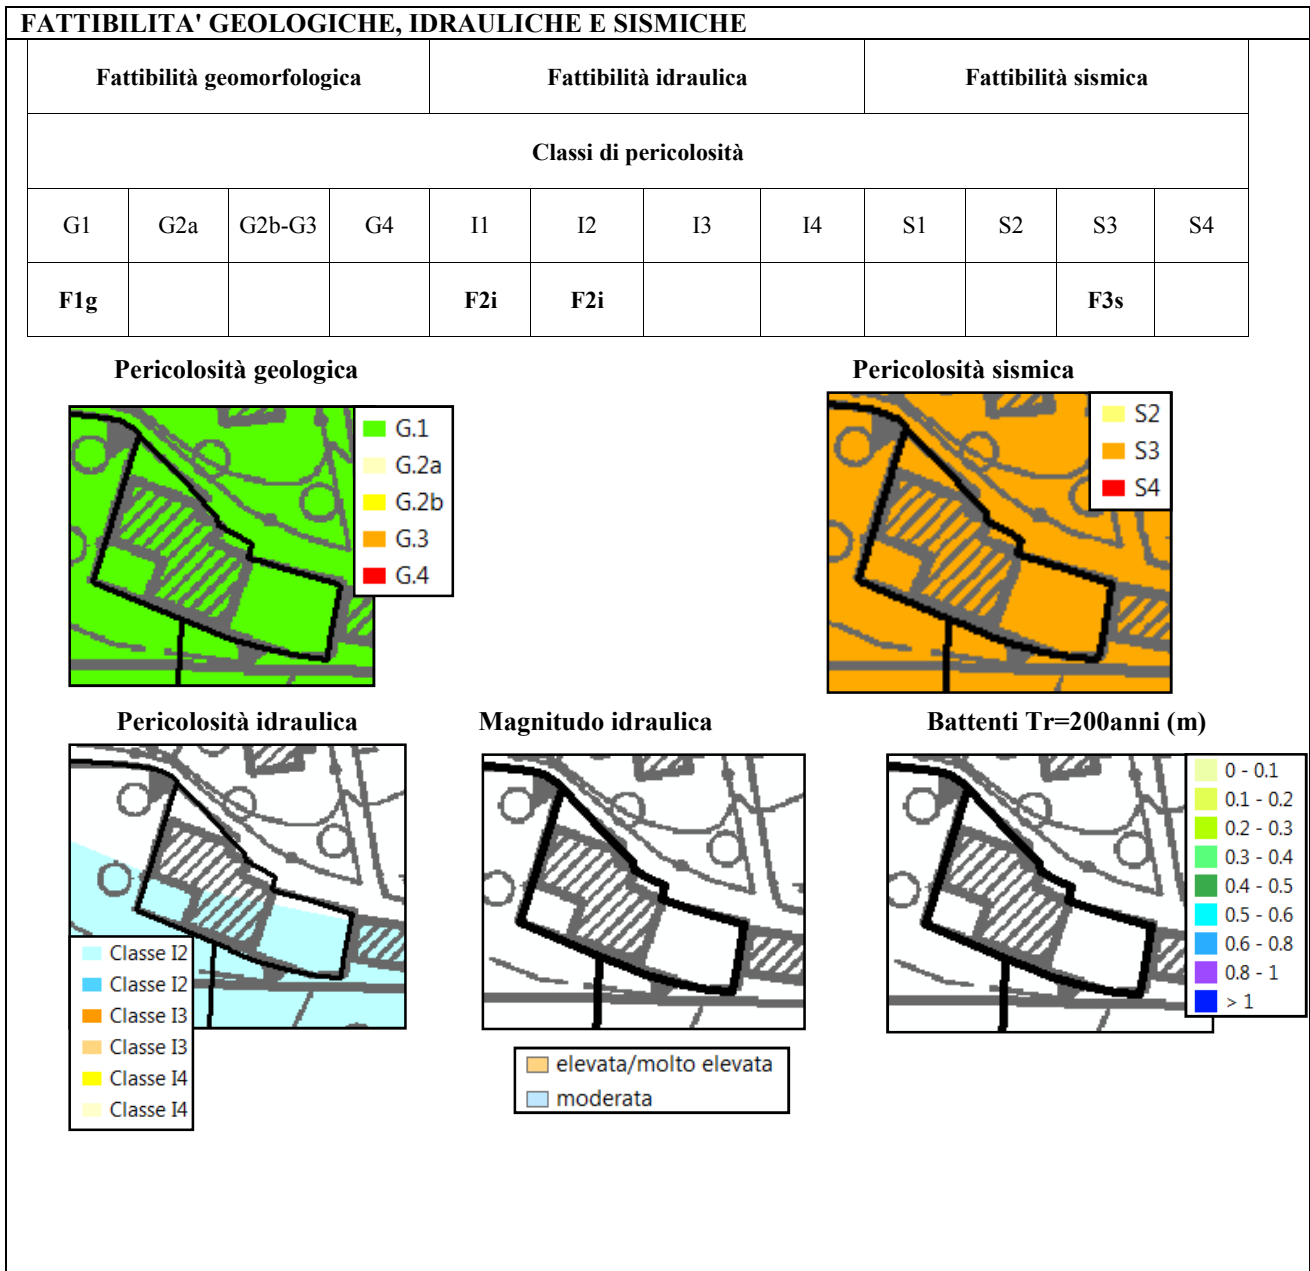 FATTIBILITA' GEOLOGICHE, IDRAULICHE E SISMICHE
Fattibilità geomorfologica Fattibilità idraulica Fattibilità sismica
Classi di pericolosità
G1 G2a G2b-G3 G4 I1 I2 I3 I4 S1 S2 S3 S4
F1g F2i F2i F3s
Pericolosità geologica
G.1
G.2a
G.2b
G.3
G.4
Pericolosità sismica
S2
S3
S4
Pericolosità idraulica
Classe I2
Classe I2
Classe I3
Classe I3
Classe I4
Classe I4
Magnitudo idraulica
elevata/molto elevata
moderata
Battenti Tr=200anni (m)
0 - 0.1
0.1 - 0.2
0.2 - 0.3
0.3 - 0.4
0.4 - 0.5
0.5 - 0.6
0.6 - 0.8
0.8 - 1
> 1